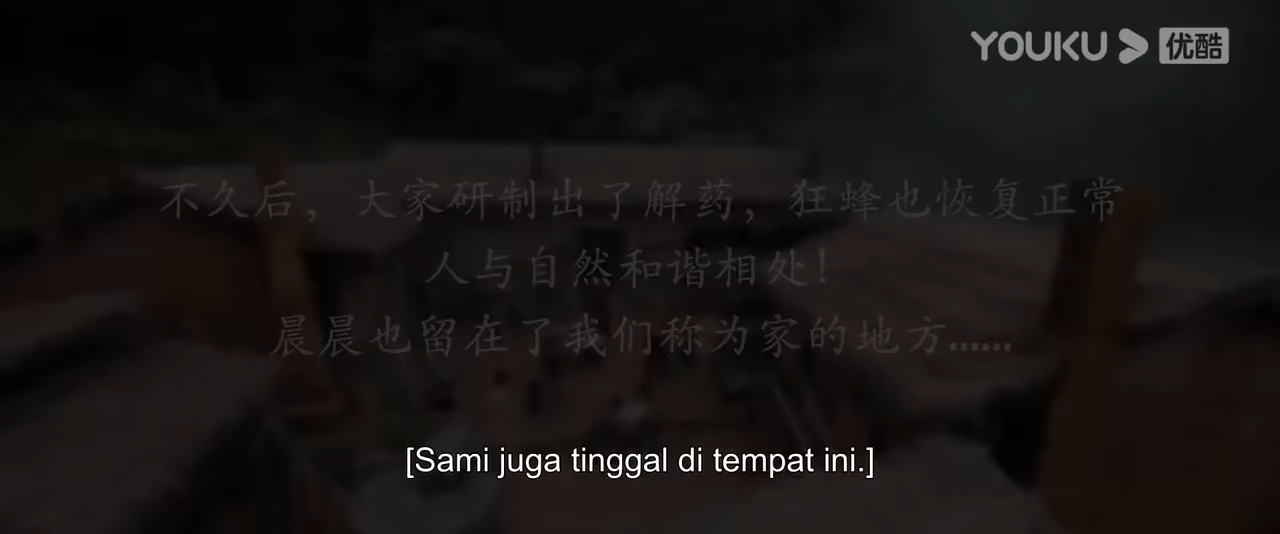 YOUKU 优酷
不久后，大家研制出了解药，狂蜂也恢复正常
人与自然和谐相处！
晨晨也留在了我们称为家的地方……
[Sami juga tinggal di tempat ini.]